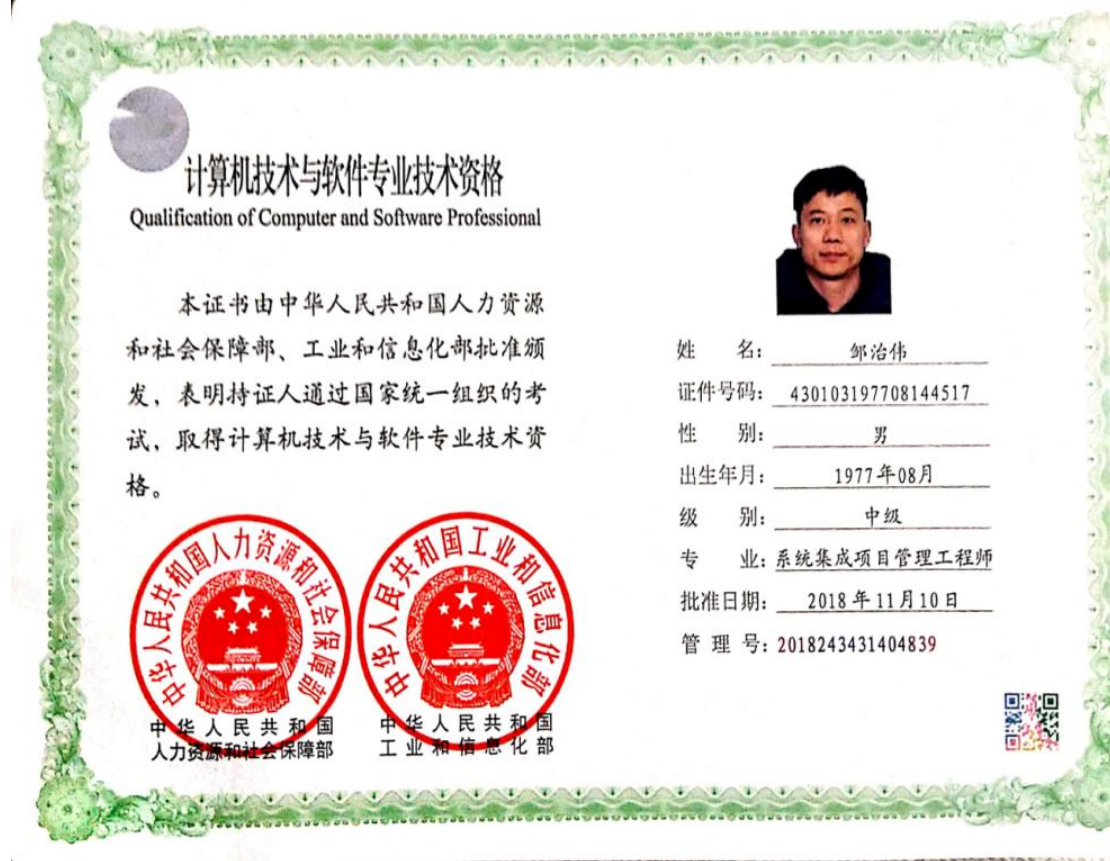 计算机技术与软件专业技术资格
Qualification of Computer and Software Professional
本证书由中华人民共和国人力资源
和社会保障部、工业和信息化部批准颁
发，表明持证人通过国家统一组织的考
试，取得计算机技术与软件专业技术资
格。
中华人民共和国人力资源和社会保障部
中华人民共和国
人力资源和社会保障部
中华人民共和国工业和信息化部
中华人民共和国
工业和信息化部
姓 名： 邹治伟
证件号码： 430103197708144517
性 别： 男
出生年月： 1977年08月
级 别： 中级
专 业： 系统集成项目管理工程师
批准日期： 2018年11月10日
管 理 号： 2018243431404839